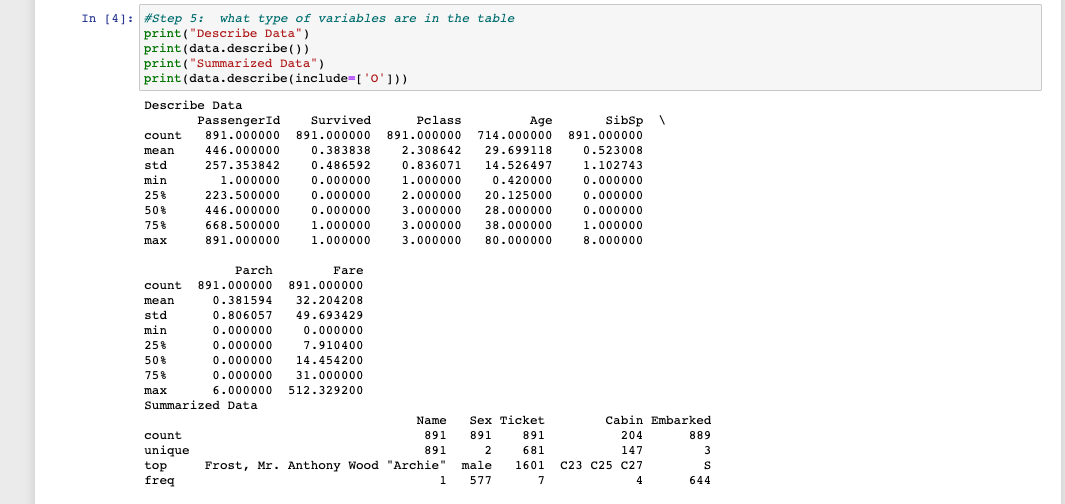 In [4]: #Step 5:  what type of variables are in the table
print("Describe Data")
print(data.describe())
print("Summarized Data")
print(data.describe(include=['O']))
Describe Data
       PassengerId    Survived      Pclass         Age       SibSp  \
count   891.000000  891.000000  891.000000  714.000000  891.000000
mean    446.000000    0.383838    2.308642   29.699118    0.523008
std     257.353842    0.486592    0.836071   14.526497    1.102743
min       1.000000    0.000000    1.000000    0.420000    0.000000
25%     223.500000    0.000000    2.000000   20.125000    0.000000
50%     446.000000    0.000000    3.000000   28.000000    0.000000
75%     668.500000    1.000000    3.000000   38.000000    1.000000
max     891.000000    1.000000    3.000000   80.000000    8.000000
            Parch        Fare
count  891.000000  891.000000
mean     0.381594   32.204208
std      0.806057   49.693429
min      0.000000    0.000000
25%      0.000000    7.910400
50%      0.000000   14.454200
75%      0.000000   31.000000
max      6.000000  512.329200
Summarized Data
                                    Name   Sex Ticket        Cabin Embarked
count                                891   891    891          204      889
unique                               891     2    681          147        3
top     Frost, Mr. Anthony Wood "Archie"  male   1601  C23 C25 C27        S
freq                                   1   577      7            4      644